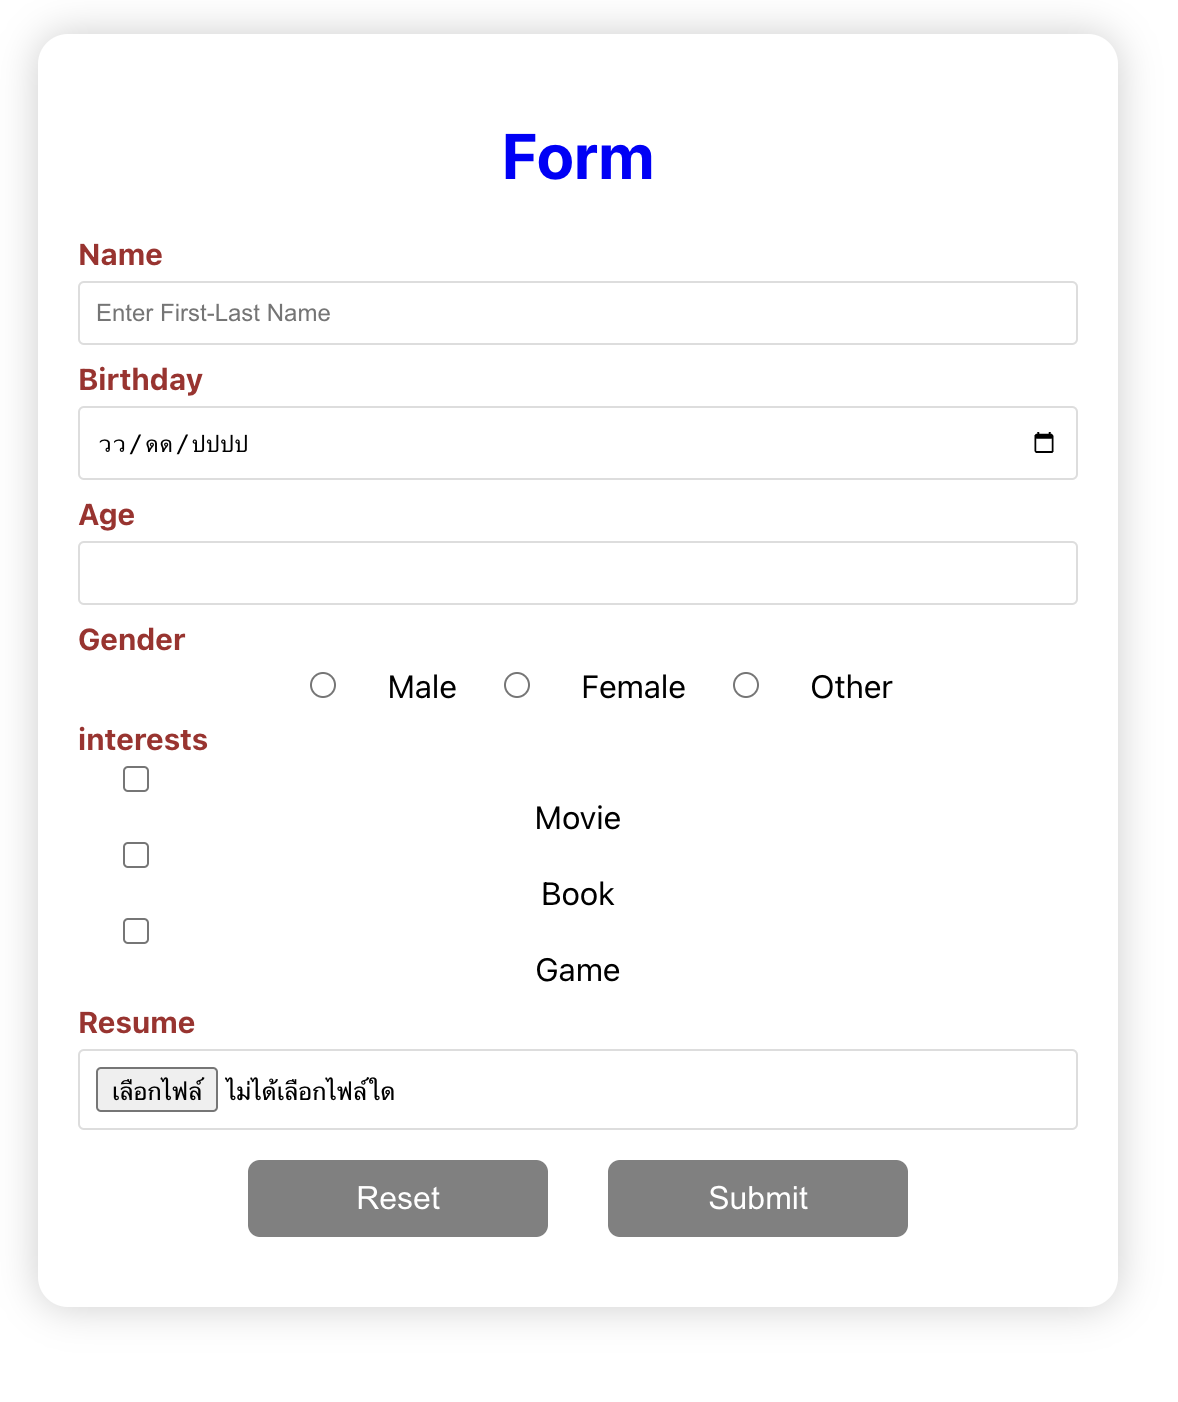 Form
Name
Enter First-Last Name
Birthday
วว/ดด/ปปปป
Age
Gender
Male Female Other
interests
Movie
Book
Game
Resume
เลือกไฟล์ ไม่ได้เลือกไฟล์ใด
Reset Submit